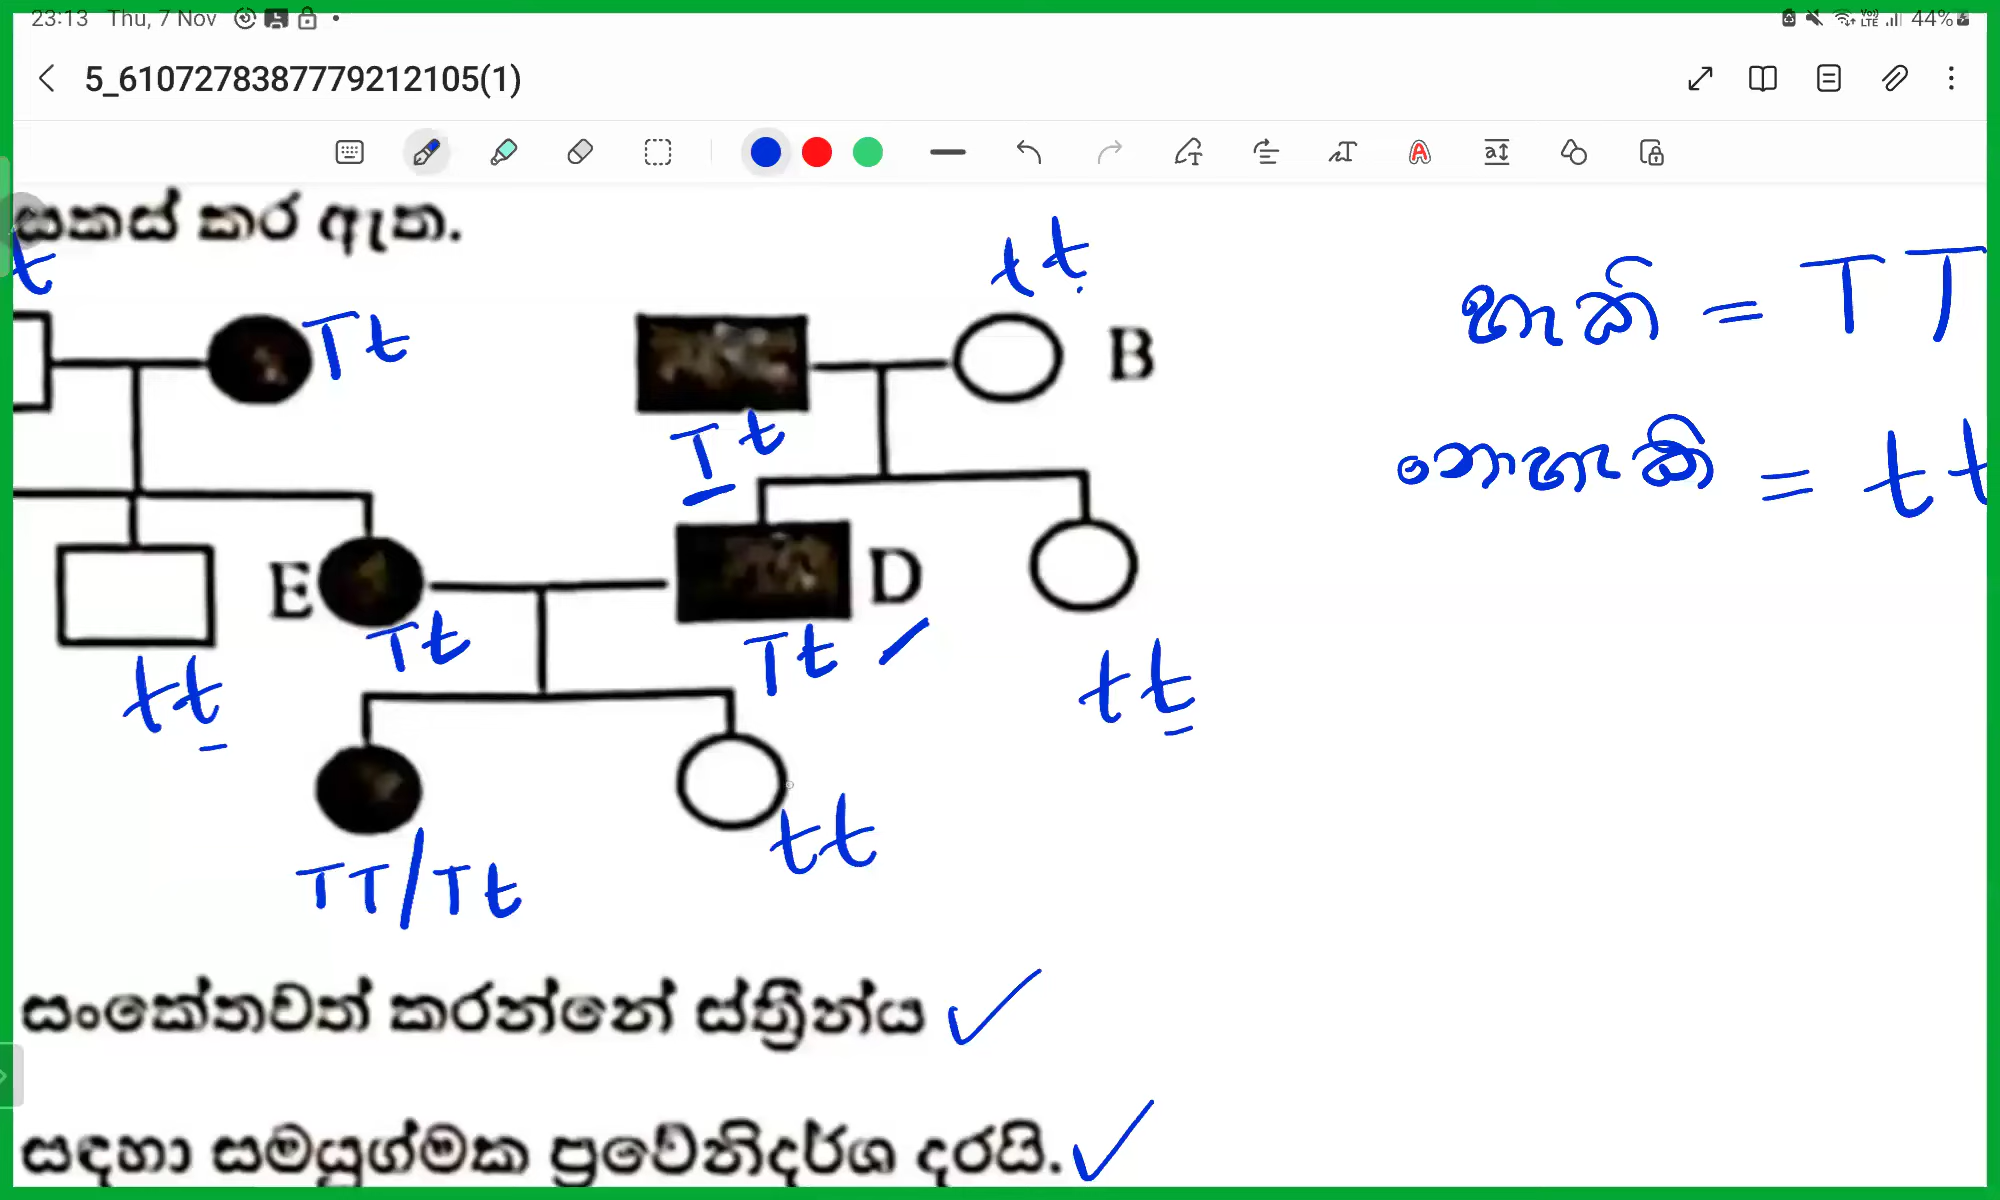 23:13 Thu, 7 Nov
44%
5_6107278387779212105(1)
සකස් කර ඇත.
t
Tt
tt
B
හැකි = TT
Tt
නොහැකි = tt
E
D
Tt
Tt
tt
tt
tt
TT/Tt
සංකේතවත් කරන්නේ ස්ත්‍රීන්ය
සඳහා සමයුග්මක ප්‍රවේනිදර්ශ දරයි.